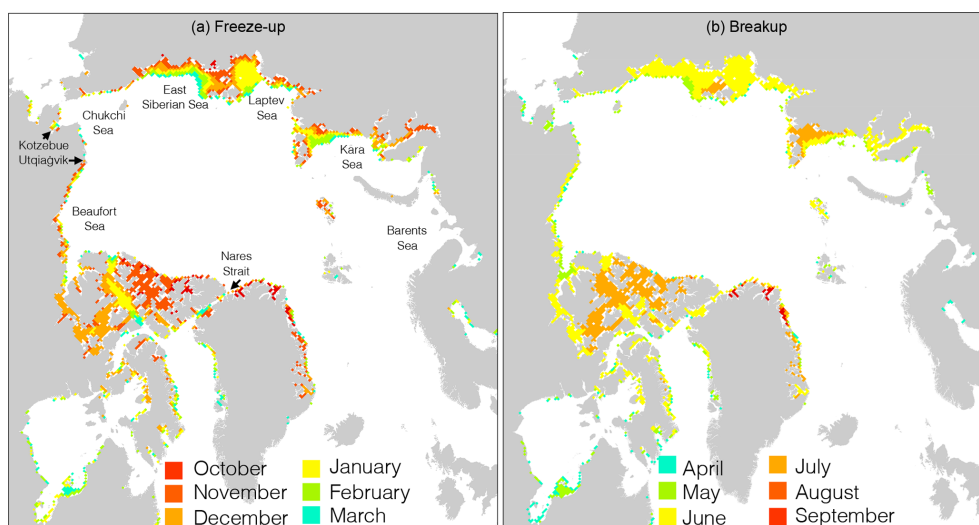 (a) Freeze-up
East
Siberian Sea
Laptev
Sea
Chukchi
Sea
Kotzebue
Utqiaġvik
Kara
Sea
Beaufort
Sea
Barents
Sea
Nares
Strait
October
November
December
January
February
March
(b) Breakup
April
May
June
July
August
September